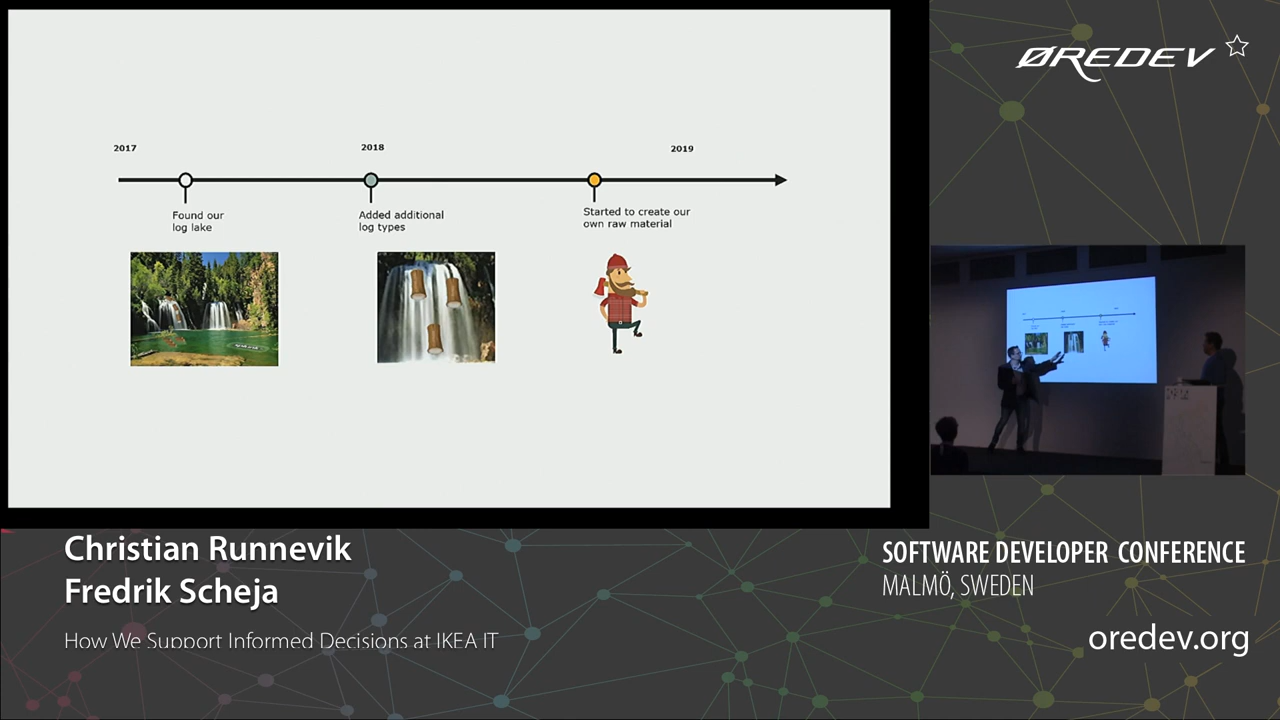 2017
2018
2019
Found our
log lake
Added additional
log types
Started to create our
own raw material
ØREDEV
Christian Runnevik
Fredrik Scheja
How We Support Informed Decisions at IKEA IT
SOFTWARE DEVELOPER CONFERENCE
MALMÖ, SWEDEN
oredev.org